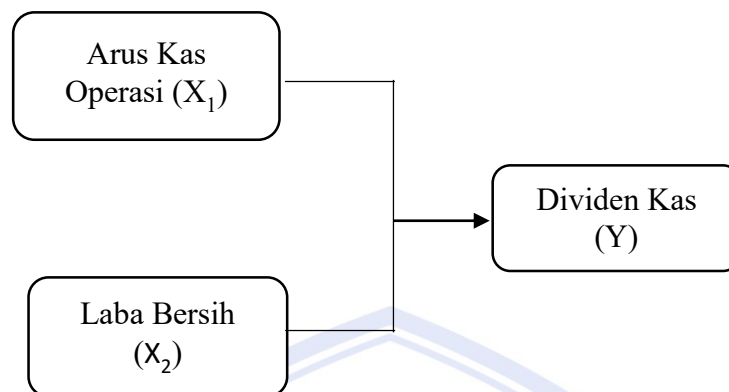 Arus Kas
Operasi (X₁)
Dividen Kas
(Y)
Laba Bersih
(X₂)